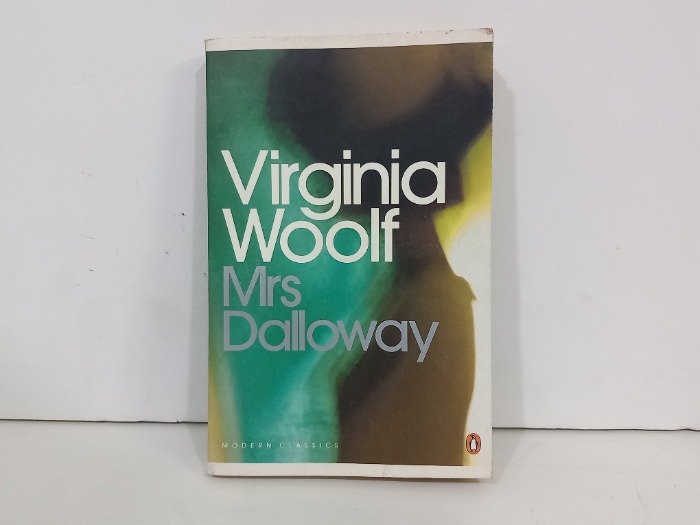 Virginia
Woolf
Mrs
Dalloway
MODERN CLASSICS